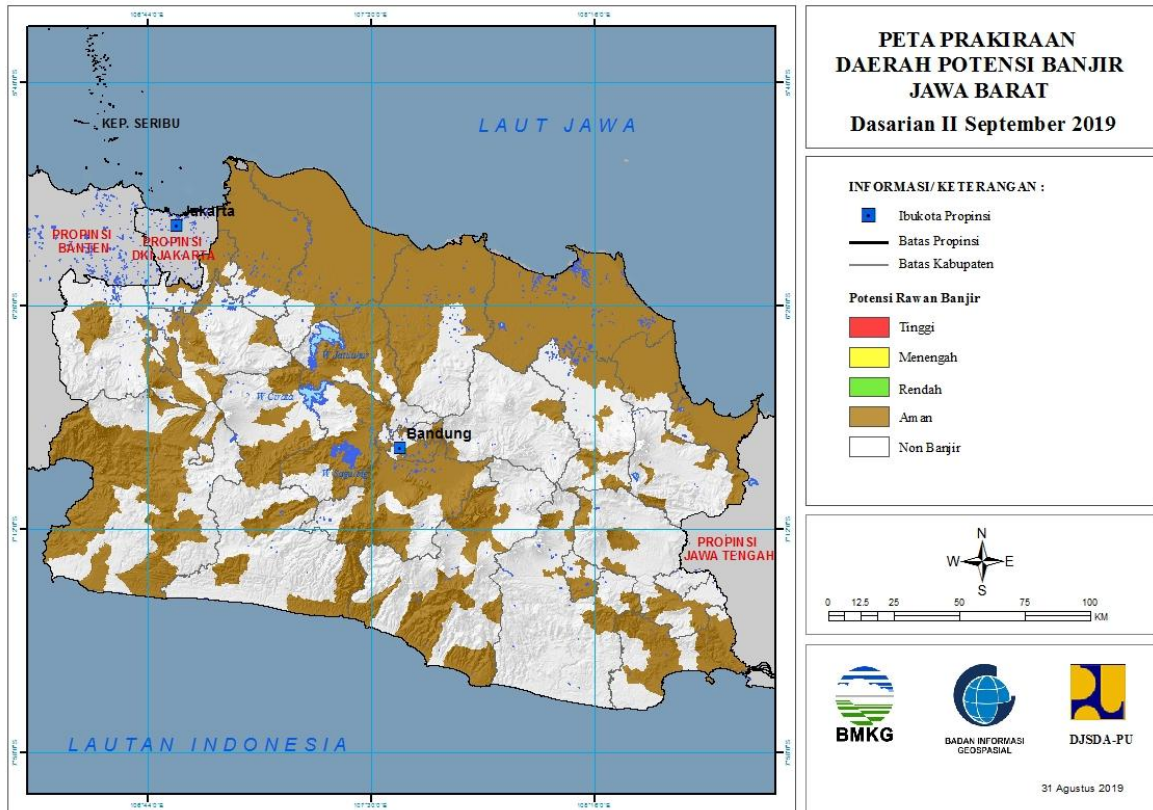 PETA PRAKIRAAN
DAERAH POTENSI BANJIR
JAWA BARAT
Dasarian II September 2019
INFORMASI/ KETERANGAN :
Ibukota Propinsi
Batas Propinsi
Batas Kabupaten
Potensi Rawan Banjir
Tinggi
Menengah
Rendah
Aman
Non Banjir
N
W E
S
0 12.5 25 50 75 100
KM
BMKG
BADAN INFORMASI
GEOSPASIAL
DJSDA-PU
31 Agustus 2019
KEP. SERIBU
LAUT JAWA
Jakarta
PROPINSI
BANTEN
PROPINSI
DKI JAKARTA
Bandung
PROPINSI
JAWA TENGAH
LAUTAN INDONESIA